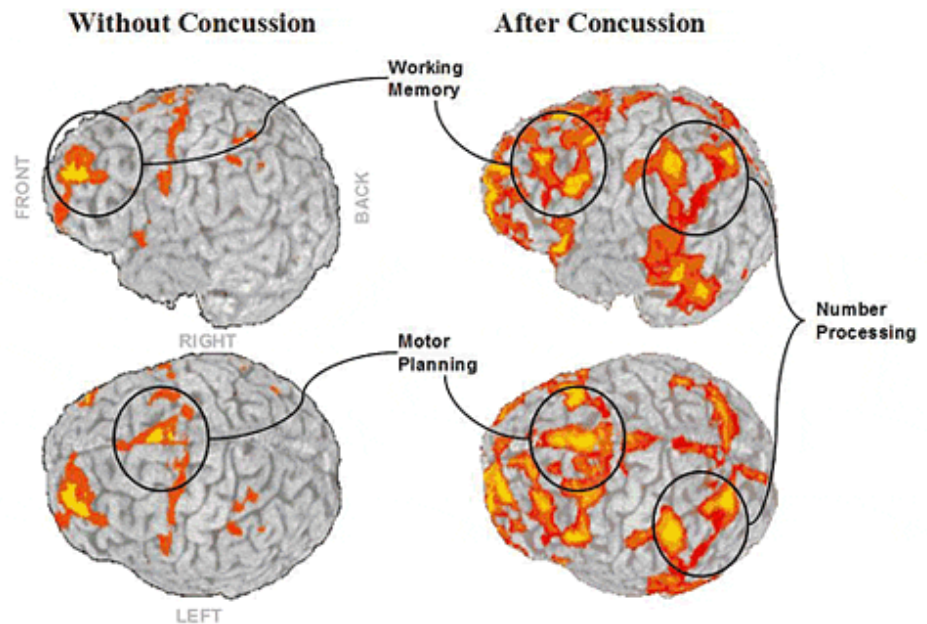 Without Concussion
After Concussion
Working
Memory
FRONT
BACK
Number
Processing
RIGHT
Motor
Planning
LEFT